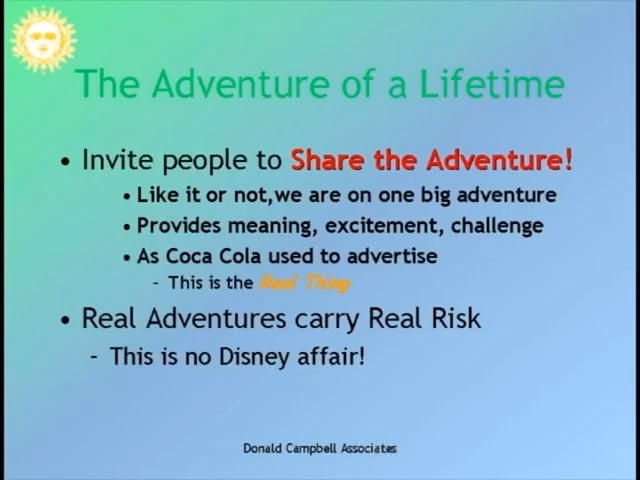 The Adventure of a Lifetime
• Invite people to Share the Adventure!
• Like it or not,we are on one big adventure
• Provides meaning, excitement, challenge
• As Coca Cola used to advertise
– This is the Real Thing
• Real Adventures carry Real Risk
– This is no Disney affair!
Donald Campbell Associates